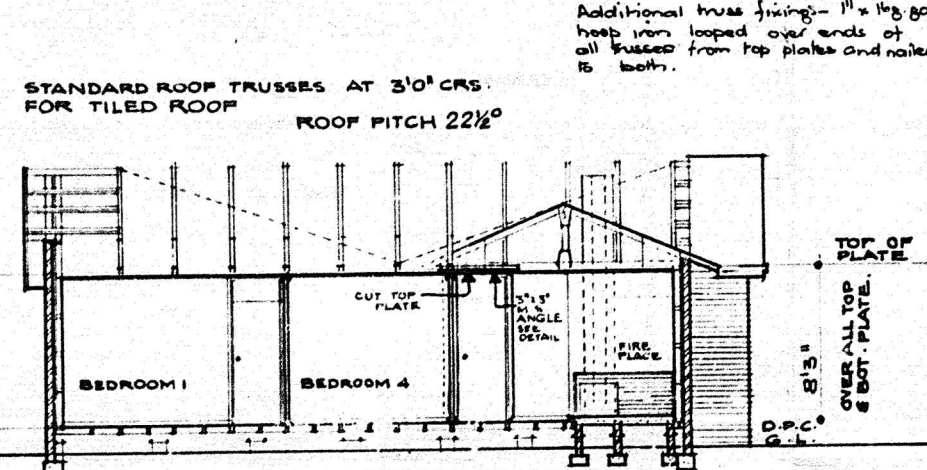 Additional truss fixing:- 1" x 16g. ga
hoop iron looped over ends of
all trusses from top plates and nailed
to both.
STANDARD ROOF TRUSSES AT 3'0" CRS.
FOR TILED ROOF
ROOF PITCH 22½°
TOP OF
PLATE
CUT TOP
PLATE
3"x3"
M S
ANGLE
SEE
DETAIL
FIRE
PLACE
BEDROOM 1
BEDROOM 4
8'3"
OVER ALL TOP
& BOT. PLATE.
D.P.C.
G.L.